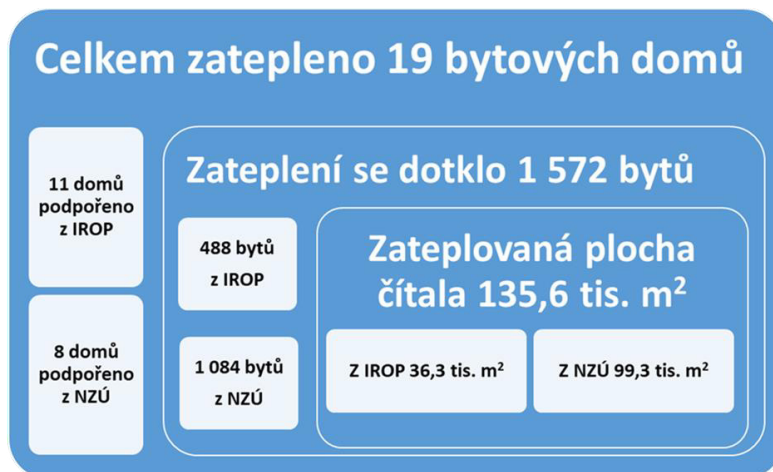 Celkem zatepleno 19 bytových domů
11 domů
podpořeno
z IROP
8 domů
podpořeno
z NZÚ
Zateplení se dotklo 1 572 bytů
488 bytů
z IROP
1 084 bytů
z NZÚ
Zateplovaná plocha
čítala 135,6 tis. m²
Z IROP 36,3 tis. m²
Z NZÚ 99,3 tis. m²